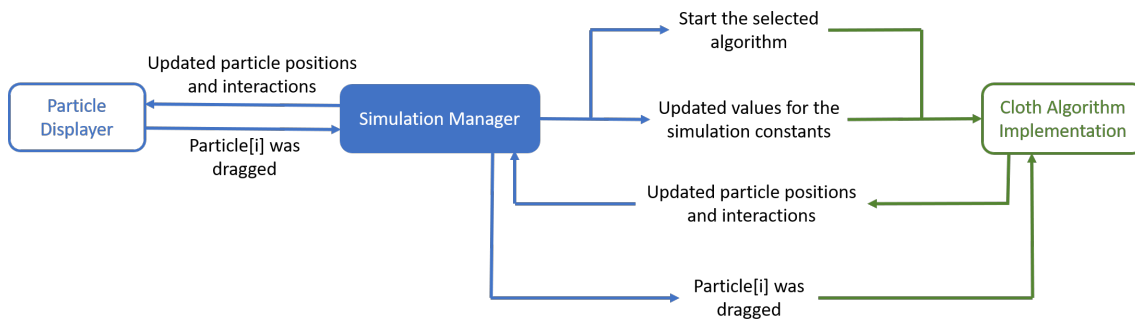 Start the selected
algorithm
Updated particle positions
and interactions
Particle
Displayer
Simulation Manager
Updated values for the
simulation constants
Cloth Algorithm
Implementation
Particle[i] was
dragged
Updated particle positions
and interactions
Particle[i] was
dragged